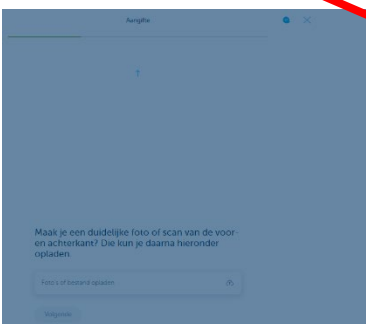 Aangifte
Maak je een duidelijke foto of scan van de voor-
en achterkant? Die kun je daarna hieronder
opladen.
Foto's of bestand opladen
Volgende